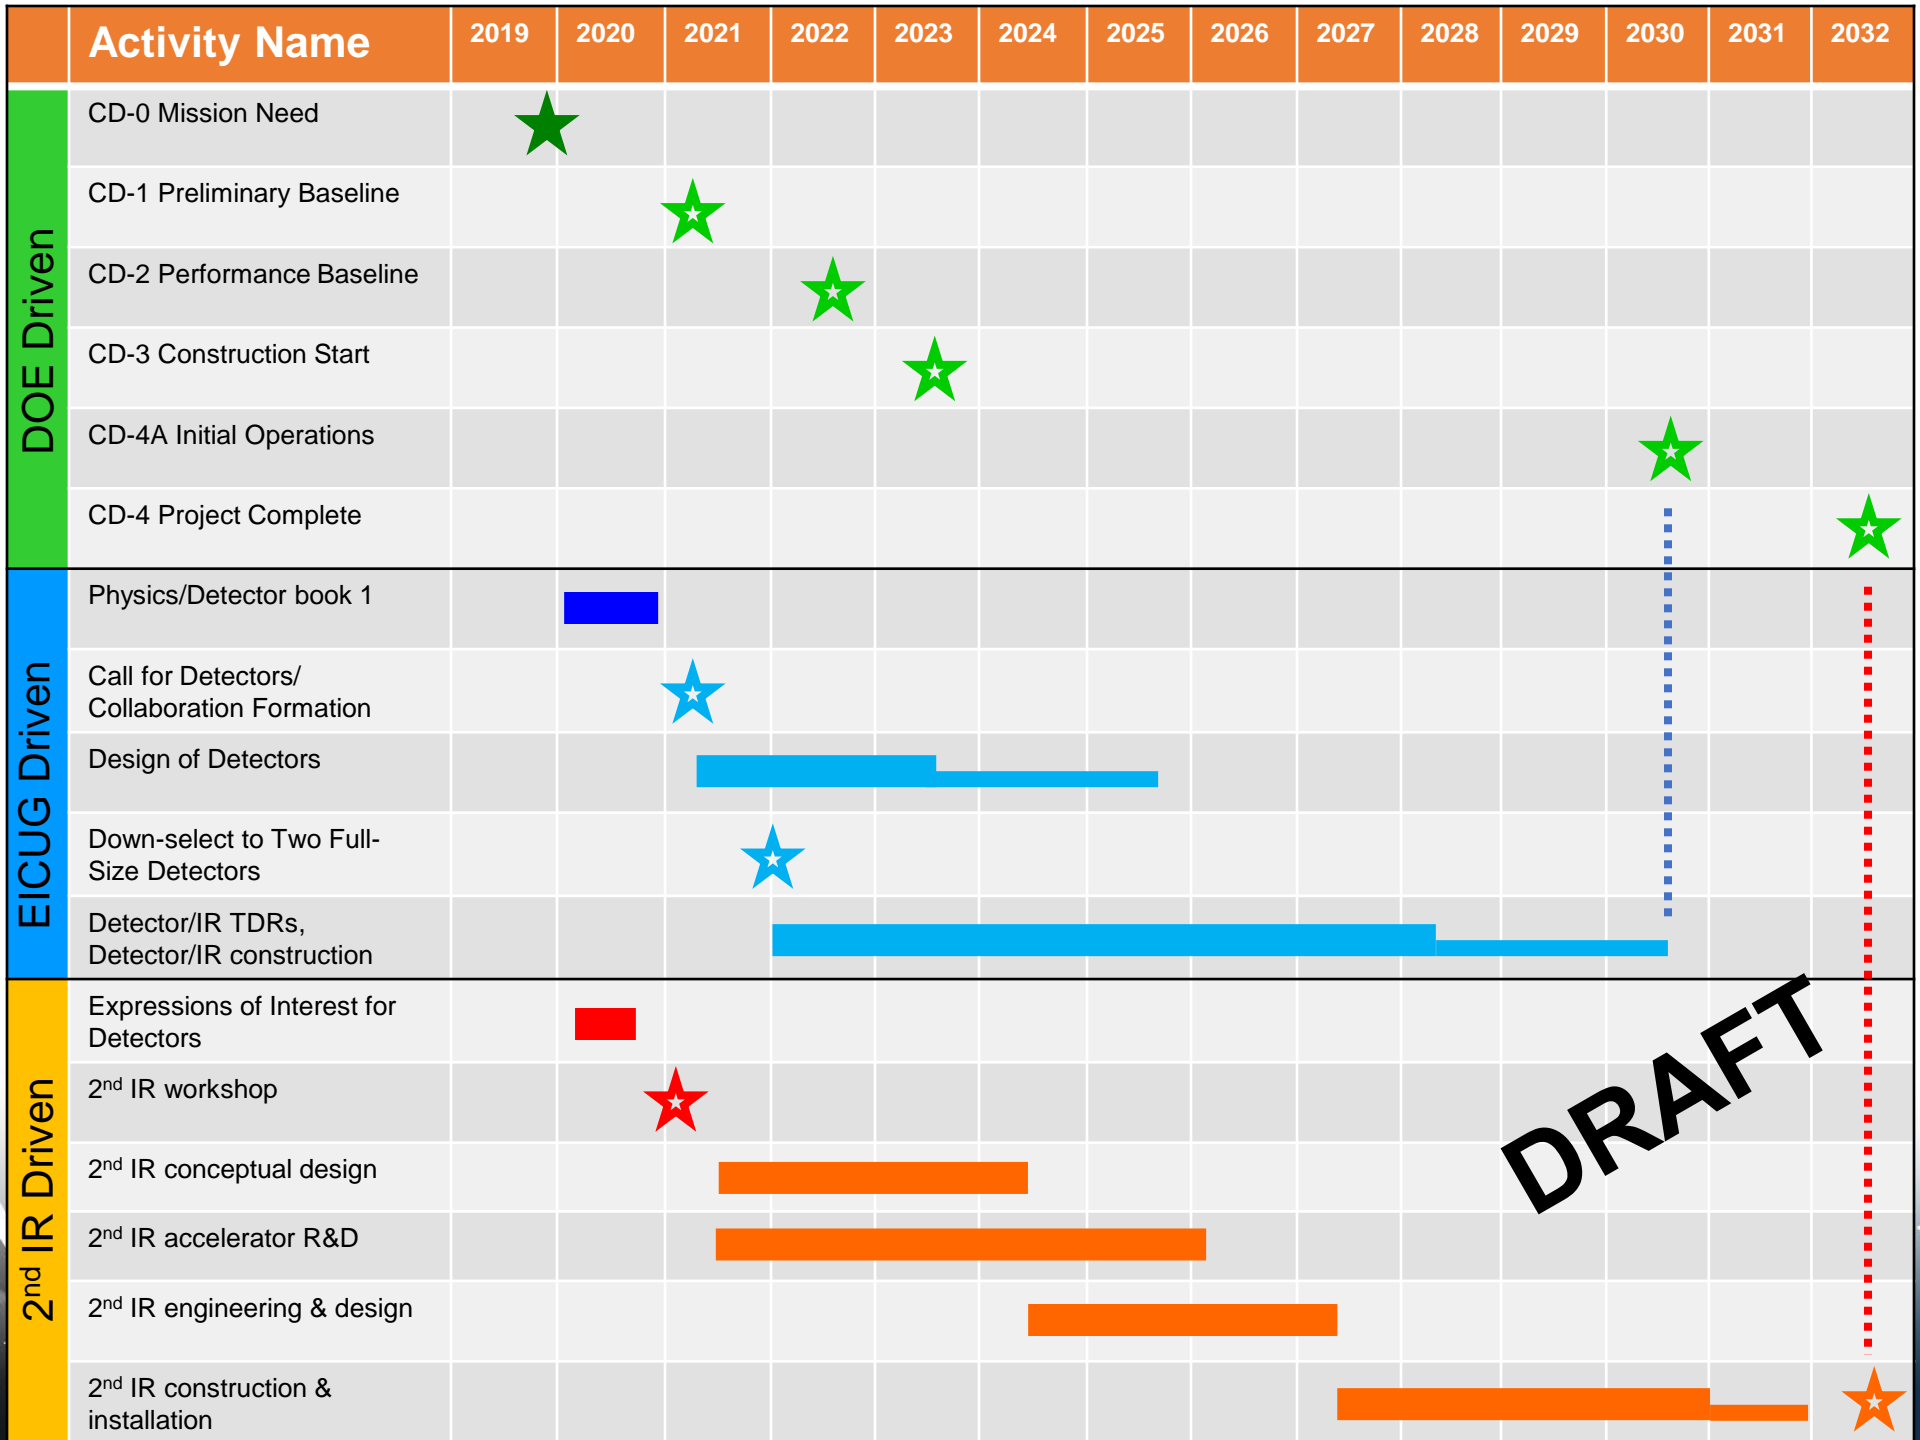 Activity Name 2019 2020 2021 2022 2023 2024 2025 2026 2027 2028 2029 2030 2031 2032
DOE Driven
CD-0 Mission Need
CD-1 Preliminary Baseline
CD-2 Performance Baseline
CD-3 Construction Start
CD-4A Initial Operations
CD-4 Project Complete
EICUG Driven
Physics/Detector book 1
Call for Detectors/
Collaboration Formation
Design of Detectors
Down-select to Two Full-
Size Detectors
Detector/IR TDRs,
Detector/IR construction
2nd IR Driven
Expressions of Interest for
Detectors
2nd IR workshop
2nd IR conceptual design
2nd IR accelerator R&D
2nd IR engineering & design
2nd IR construction &
installation
DRAFT